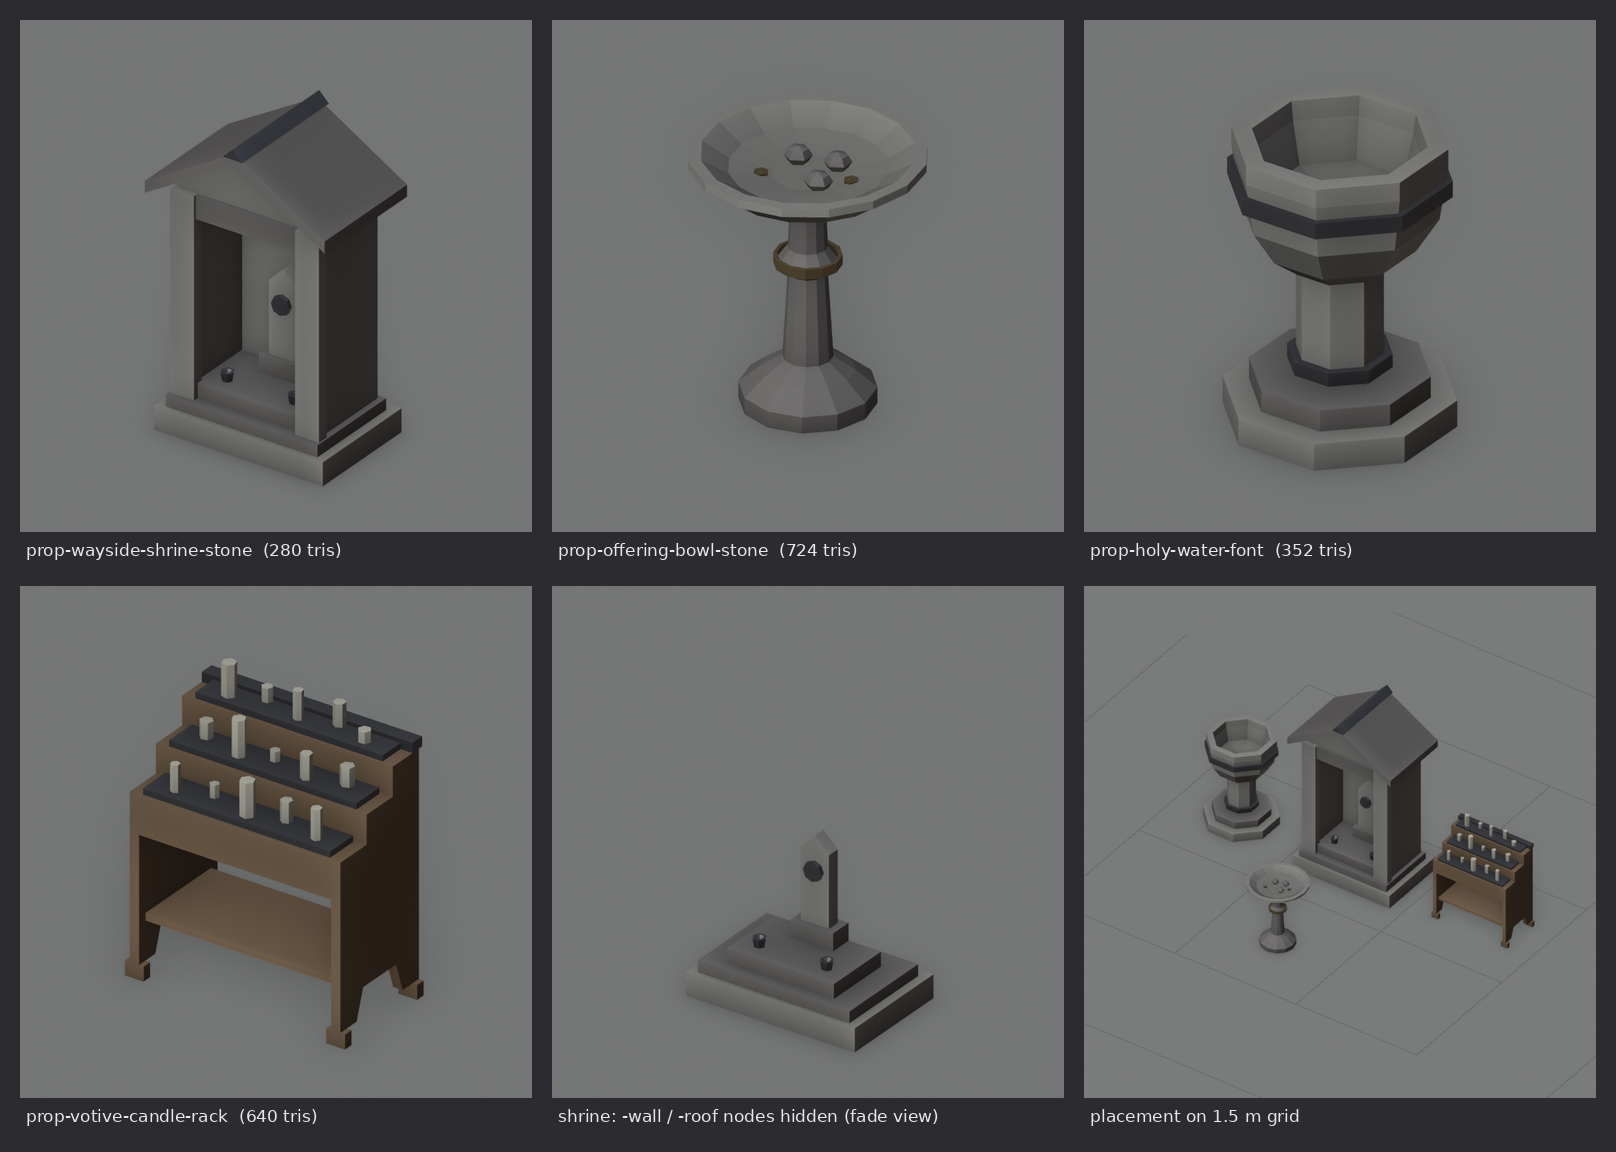 prop-wayside-shrine-stone (280 tris)
prop-offering-bowl-stone (724 tris)
prop-holy-water-font (352 tris)
prop-votive-candle-rack (640 tris)
shrine: -wall / -roof nodes hidden (fade view)
placement on 1.5 m grid